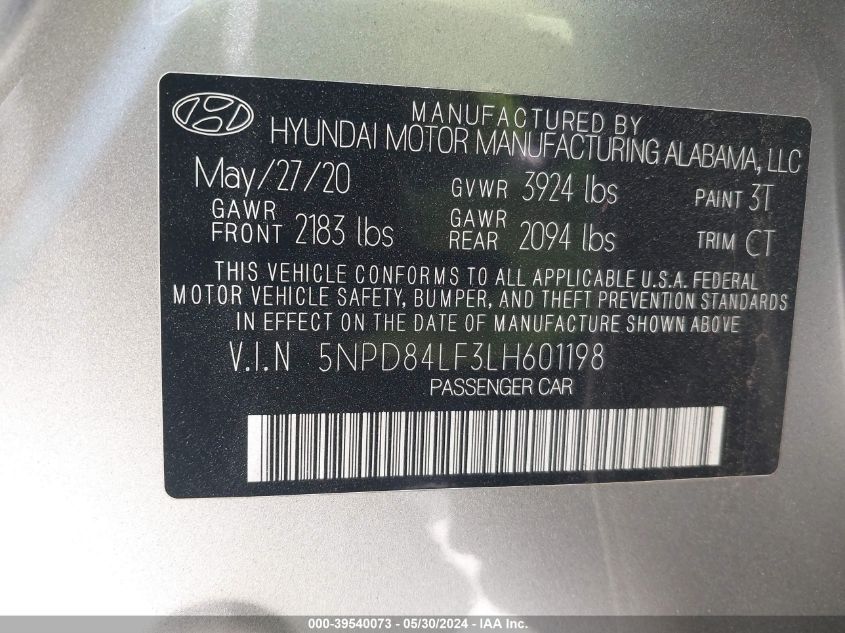 MANUFACTURED BY
HYUNDAI MOTOR MANUFACTURING ALABAMA, LLC
May/27/20 GVWR 3924 lbs PAINT 3T
GAWR FRONT 2183 lbs GAWR REAR 2094 lbs TRIM CT
THIS VEHICLE CONFORMS TO ALL APPLICABLE U.S.A. FEDERAL
MOTOR VEHICLE SAFETY, BUMPER, AND THEFT PREVENTION STANDARDS
IN EFFECT ON THE DATE OF MANUFACTURE SHOWN ABOVE
V.I.N 5NPD84LF3LH601198
PASSENGER CAR
000-39540073 - 05/30/2024 - IAA Inc.